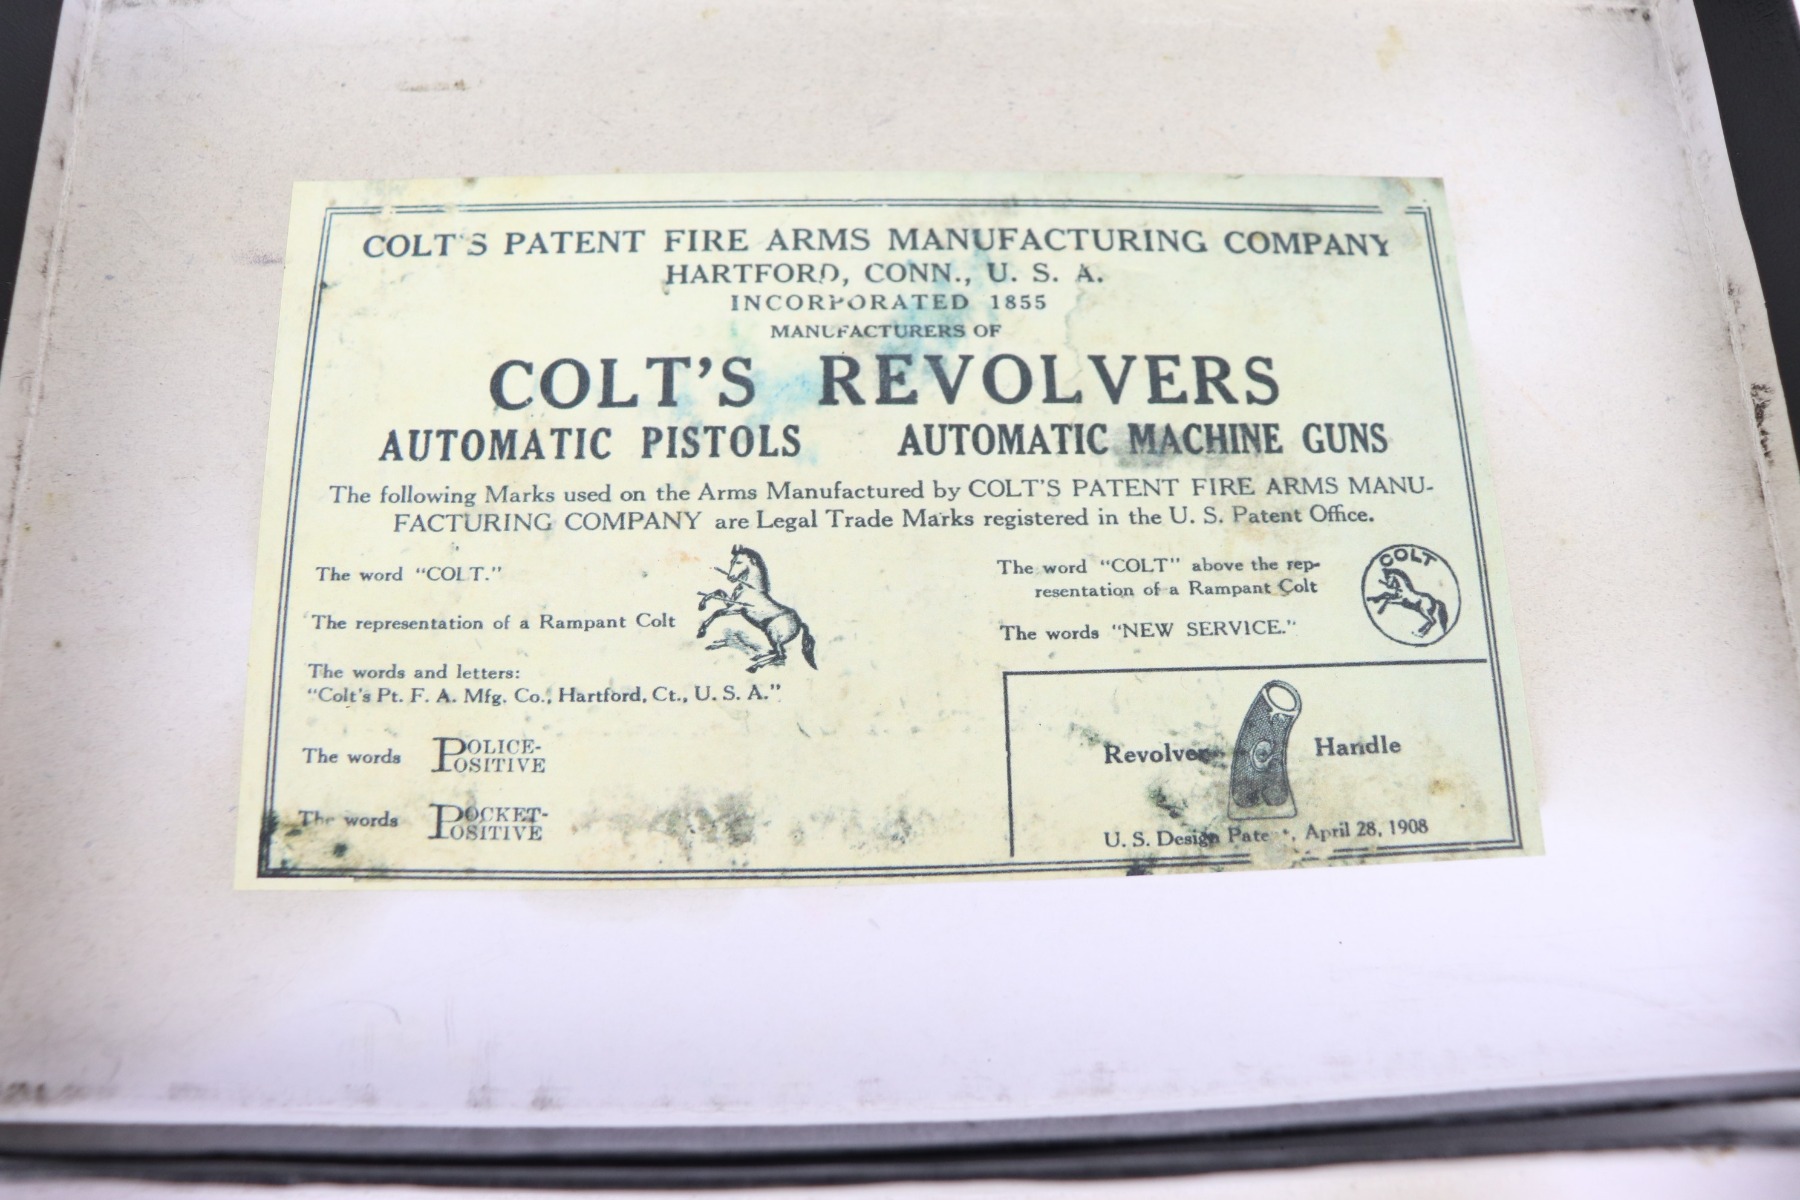 COLT'S PATENT FIRE ARMS MANUFACTURING COMPANY
HARTFORD, CONN., U. S. A.
INCORPORATED 1855
MANUFACTURERS OF
COLT'S REVOLVERS
AUTOMATIC PISTOLS AUTOMATIC MACHINE GUNS
The following Marks used on the Arms Manufactured by COLT'S PATENT FIRE ARMS MANU-
FACTURING COMPANY are Legal Trade Marks registered in the U. S. Patent Office.
The word "COLT."
The representation of a Rampant Colt
The words and letters:
"Colt's Pt. F. A. Mfg. Co., Hartford, Ct., U. S. A."
The words POLICE-
POSITIVE
The words POCKET-
POSITIVE
The word "COLT" above the rep-
resentation of a Rampant Colt
COLT
The words "NEW SERVICE."
Revolver Handle
U. S. Design Patent, April 28, 1908